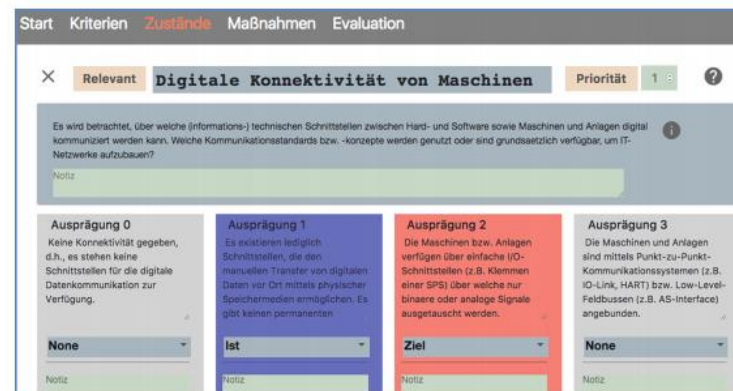 Start Kriterien Zustände Maßnahmen Evaluation
× Relevant Digitale Konnektivität von Maschinen Priorität 1 ?
Es wird betrachtet, über welche (informations-) technischen Schnittstellen zwischen Hard- und Software sowie Maschinen und Anlagen digital
kommuniziert werden kann. Welche Kommunikationsstandards bzw. -konzepte werden genutzt oder sind grundsaetzlich verfügbar, um IT-
Netzwerke aufzubauen?
Notiz
Ausprägung 0
Keine Konnektivität gegeben,
d.h., es stehen keine
Schnittstellen für die digitale
Datenkommunikation zur
Verfügung.
None
Notiz
Ausprägung 1
Es existieren lediglich
Schnittstellen, die den
manuellen Transfer von digitalen
Daten vor Ort mittels physischer
Speichermedien ermöglichen. Es
gibt keinen permanenten
Ist
Notiz
Ausprägung 2
Die Maschinen bzw. Anlagen
verfügen über einfache I/O-
Schnittstellen (z.B. Klemmen
einer SPS) über welche nur
binaere oder analoge Signale
ausgetauscht werden.
Ziel
Notiz
Ausprägung 3
Die Maschinen und Anlagen
sind mittels Punkt-zu-Punkt-
Kommunikationssystemen (z.B.
IO-Link, HART) bzw. Low-Level-
Feldbussen (z.B. AS-Interface)
angebunden.
None
Notiz